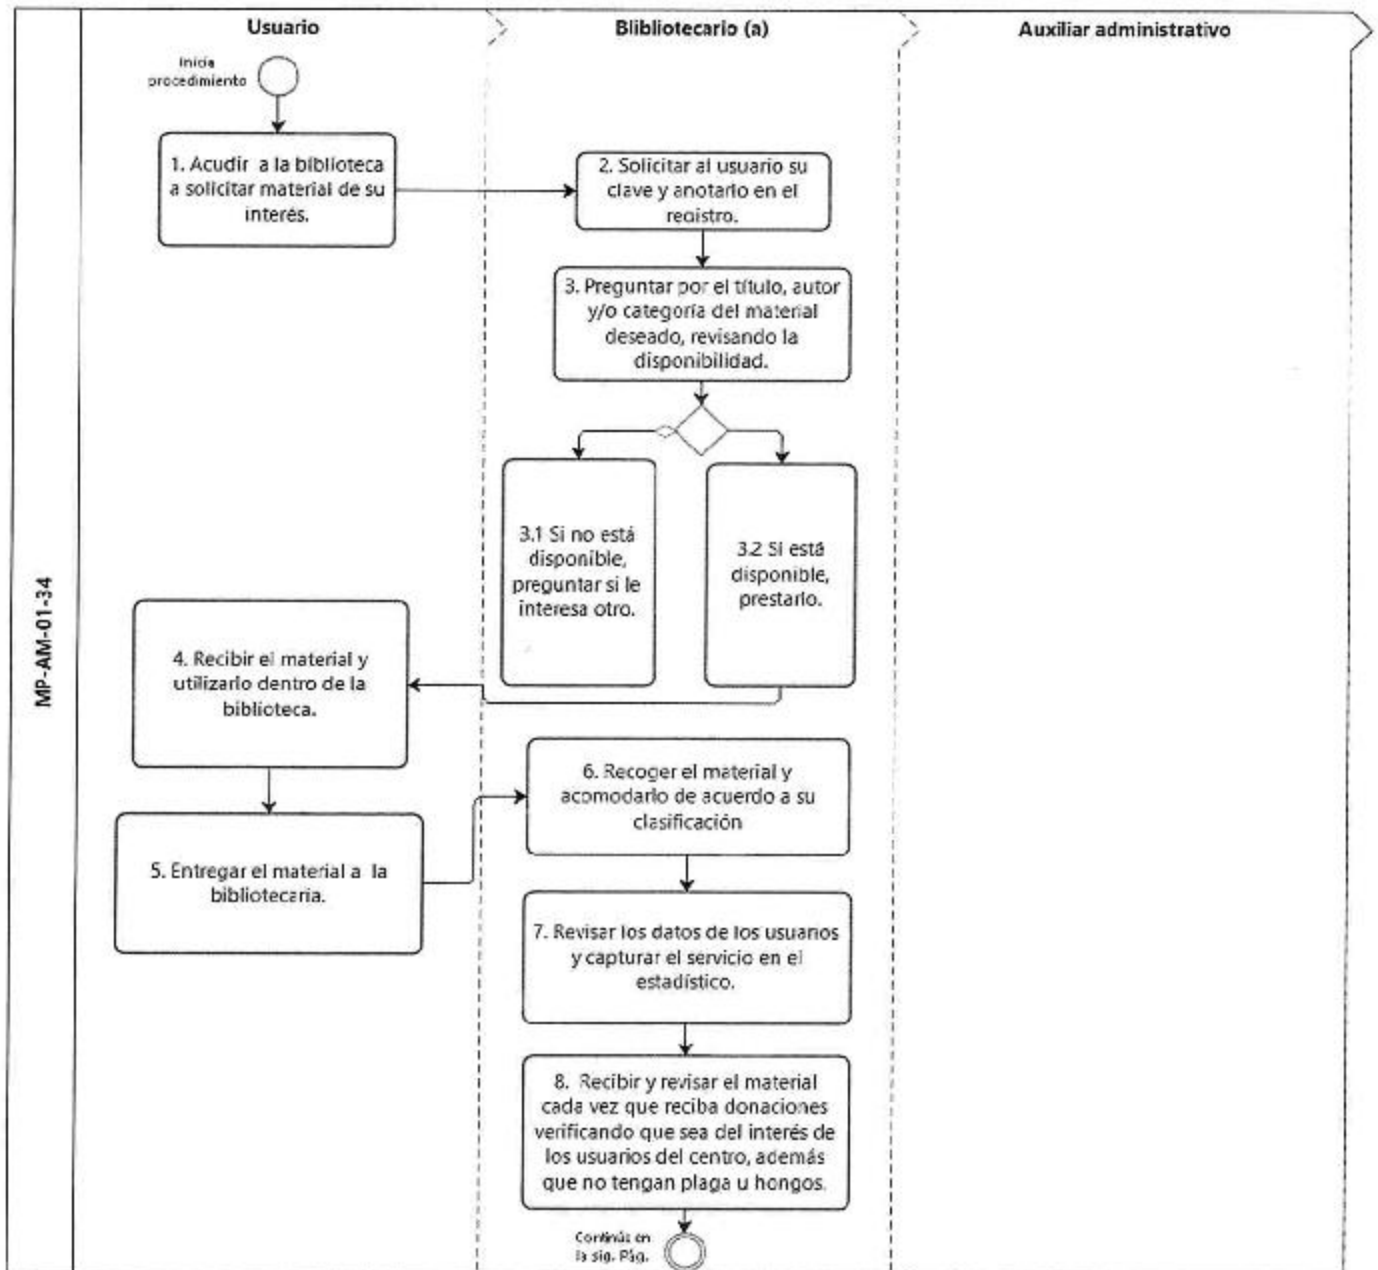 Usuario
Blibliotecario (a)
Auxiliar administrativo
Inicia
procedimiento
1. Acudir a la biblioteca
a solicitar material de su
interés.
2. Solicitar al usuario su
clave y anotarlo en el
registro.
3. Preguntar por el título, autor
y/o categoría del material
deseado, revisando la
disponibilidad.
3.1 Si no está
disponible,
preguntar si le
interesa otro.
3.2 Si está
disponible,
prestarlo.
MP-AM-01-34
4. Recibir el material y
utilizarlo dentro de la
biblioteca.
5. Entregar el material a la
bibliotecaria.
6. Recoger el material y
acomodarlo de acuerdo a su
clasificación
7. Revisar los datos de los usuarios
y capturar el servicio en el
estadístico.
8. Recibir y revisar el material
cada vez que reciba donaciones
verificando que sea del interés de
los usuarios del centro, además
que no tengan plaga u hongos.
Continúa en
la sig. Pág.